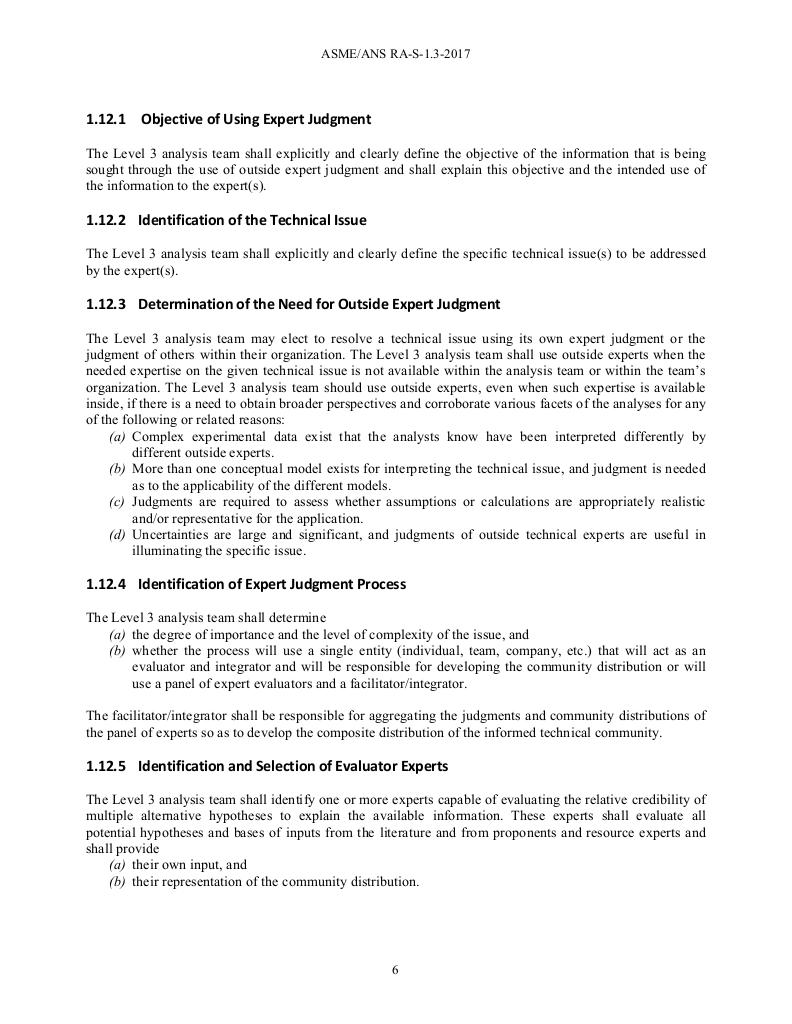 ASME/ANS RA-S-1.3-2017
1.12.1 Objective of Using Expert Judgment
The Level 3 analysis team shall explicitly and clearly define the objective of the information that is being
sought through the use of outside expert judgment and shall explain this objective and the intended use of
the information to the expert(s).
1.12.2 Identification of the Technical Issue
The Level 3 analysis team shall explicitly and clearly define the specific technical issue(s) to be addressed
by the expert(s).
1.12.3 Determination of the Need for Outside Expert Judgment
The Level 3 analysis team may elect to resolve a technical issue using its own expert judgment or the
judgment of others within their organization. The Level 3 analysis team shall use outside experts when the
needed expertise on the given technical issue is not available within the analysis team or within the team's
organization. The Level 3 analysis team should use outside experts, even when such expertise is available
inside, if there is a need to obtain broader perspectives and corroborate various facets of the analyses for any
of the following or related reasons:
(a) Complex experimental data exist that the analysts know have been interpreted differently by
different outside experts.
(b) More than one conceptual model exists for interpreting the technical issue, and judgment is needed
as to the applicability of the different models.
(c) Judgments are required to assess whether assumptions or calculations are appropriately realistic
and/or representative for the application.
(d) Uncertainties are large and significant, and judgments of outside technical experts are useful in
illuminating the specific issue.
1.12.4 Identification of Expert Judgment Process
The Level 3 analysis team shall determine
(a) the degree of importance and the level of complexity of the issue, and
(b) whether the process will use a single entity (individual, team, company, etc.) that will act as an
evaluator and integrator and will be responsible for developing the community distribution or will
use a panel of expert evaluators and a facilitator/integrator.
The facilitator/integrator shall be responsible for aggregating the judgments and community distributions of
the panel of experts so as to develop the composite distribution of the informed technical community.
1.12.5 Identification and Selection of Evaluator Experts
The Level 3 analysis team shall identify one or more experts capable of evaluating the relative credibility of
multiple alternative hypotheses to explain the available information. These experts shall evaluate all
potential hypotheses and bases of inputs from the literature and from proponents and resource experts and
shall provide
(a) their own input, and
(b) their representation of the community distribution.
6